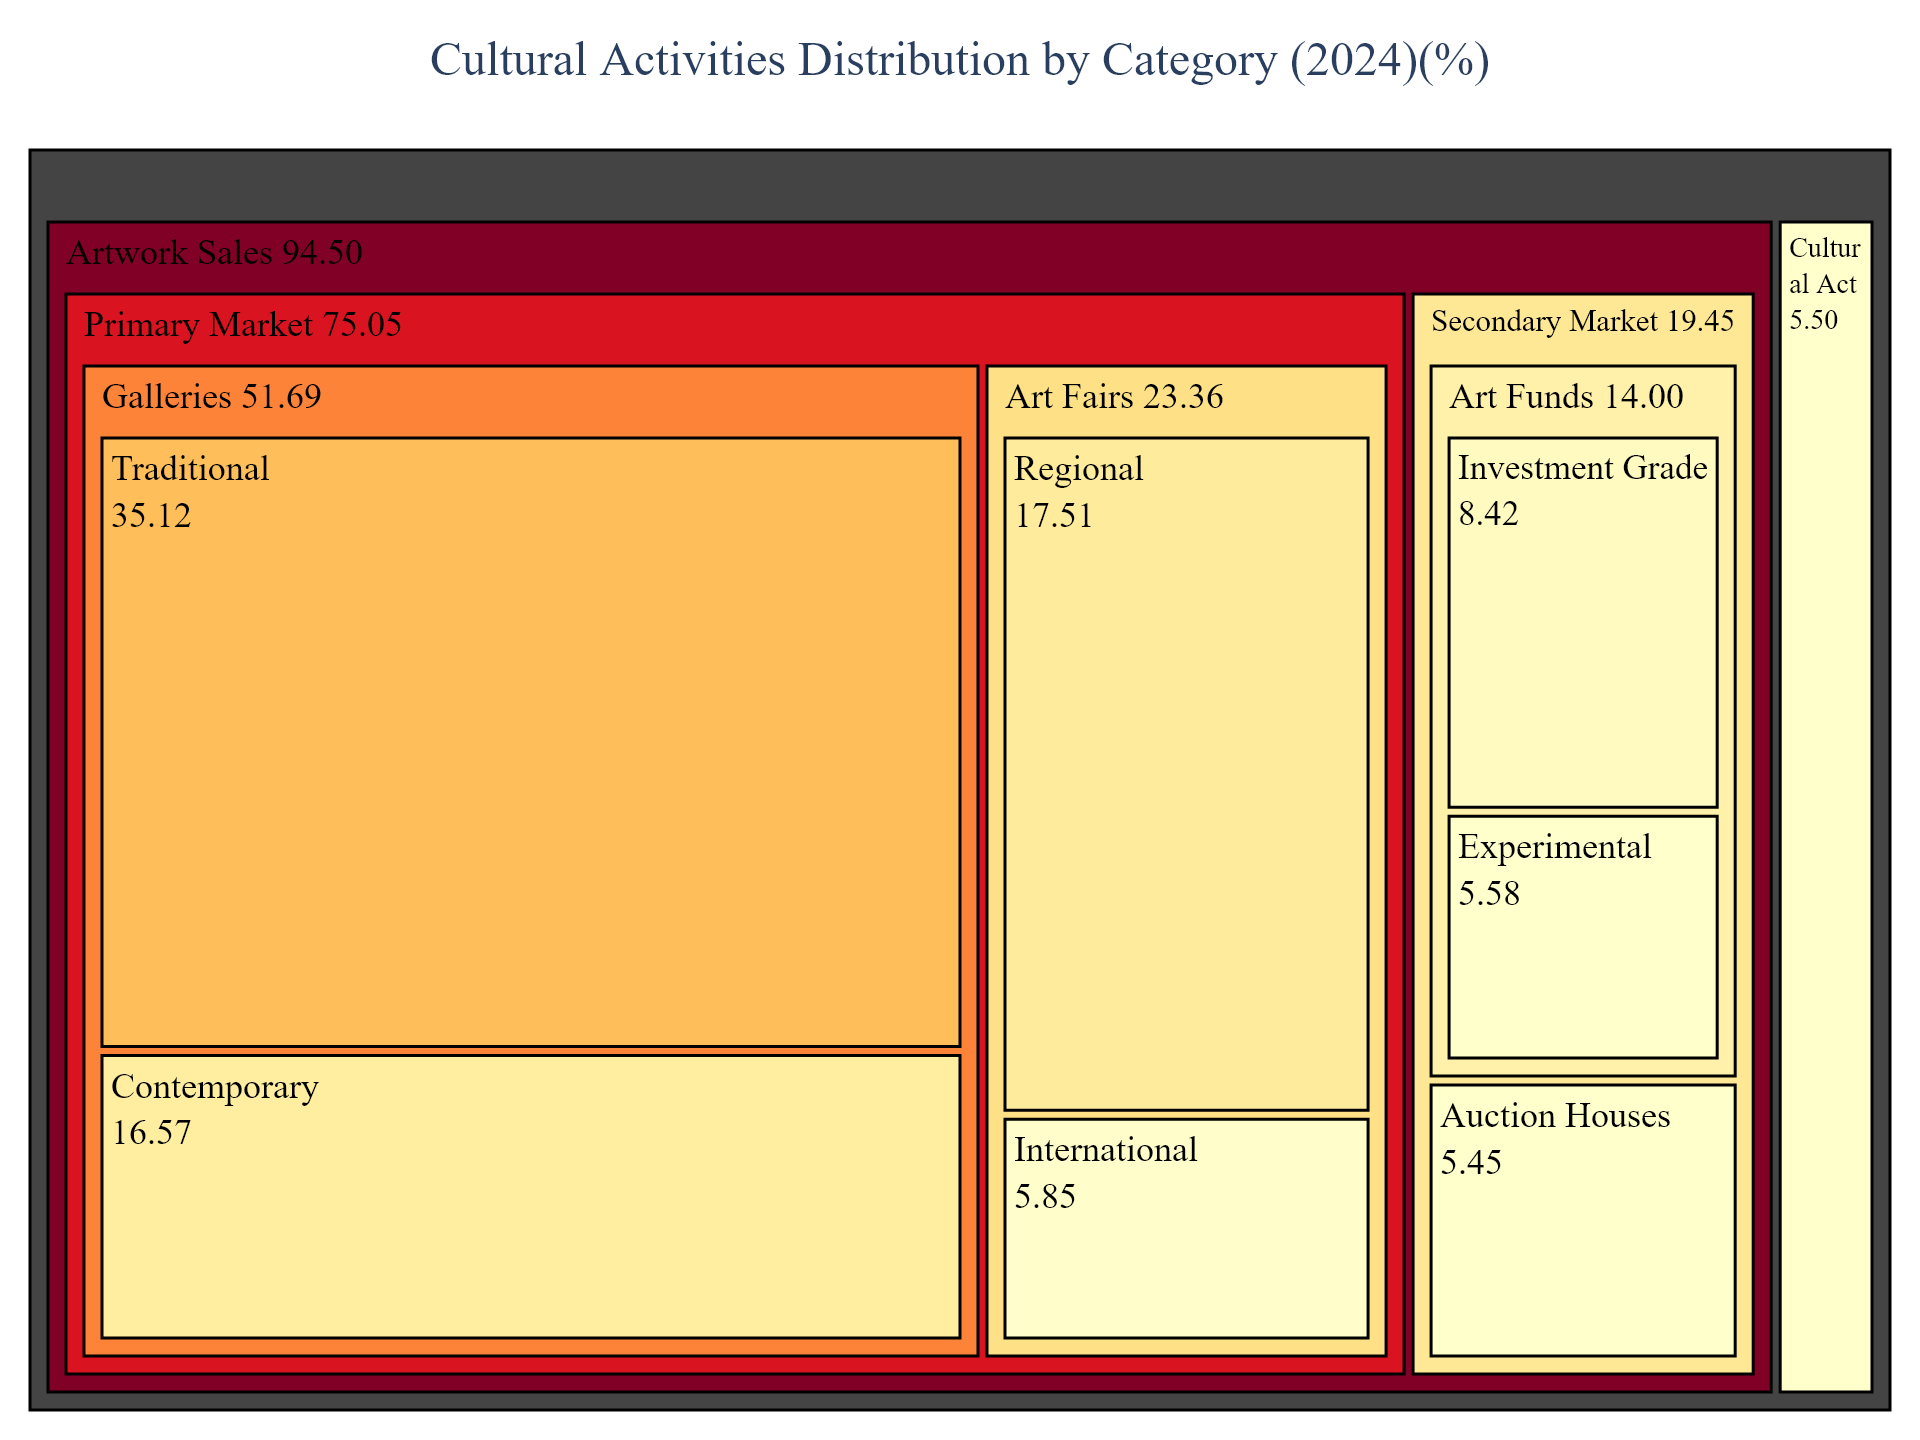 Cultural Activities Distribution by Category (2024)(%)
Artwork Sales 94.50
Primary Market 75.05
Galleries 51.69
Traditional
35.12
Contemporary
16.57
Art Fairs 23.36
Regional
17.51
International
5.85
Secondary Market 19.45
Art Funds 14.00
Investment Grade
8.42
Experimental
5.58
Auction Houses
5.45
Cultur
al Act
5.50